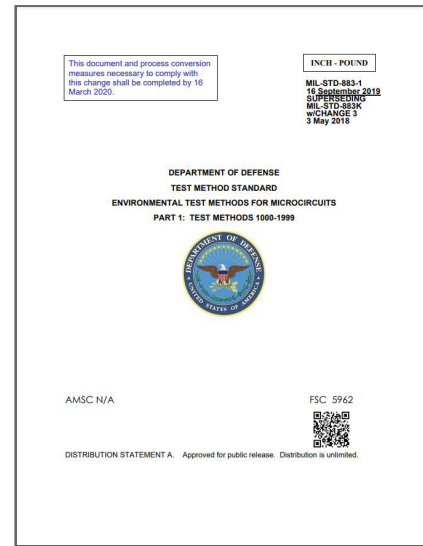 This document and process conversion
measures necessary to comply with
this change shall be completed by 16
March 2020.
INCH - POUND
MIL-STD-883-1
16 September 2019
SUPERSEDING
MIL-STD-883K
w/CHANGE 3
3 May 2018
DEPARTMENT OF DEFENSE
TEST METHOD STANDARD
ENVIRONMENTAL TEST METHODS FOR MICROCIRCUITS
PART 1: TEST METHODS 1000-1999
DEPARTMENT OF DEFENSE
UNITED STATES OF AMERICA
AMSC N/A
FSC 5962
DISTRIBUTION STATEMENT A. Approved for public release. Distribution is unlimited.